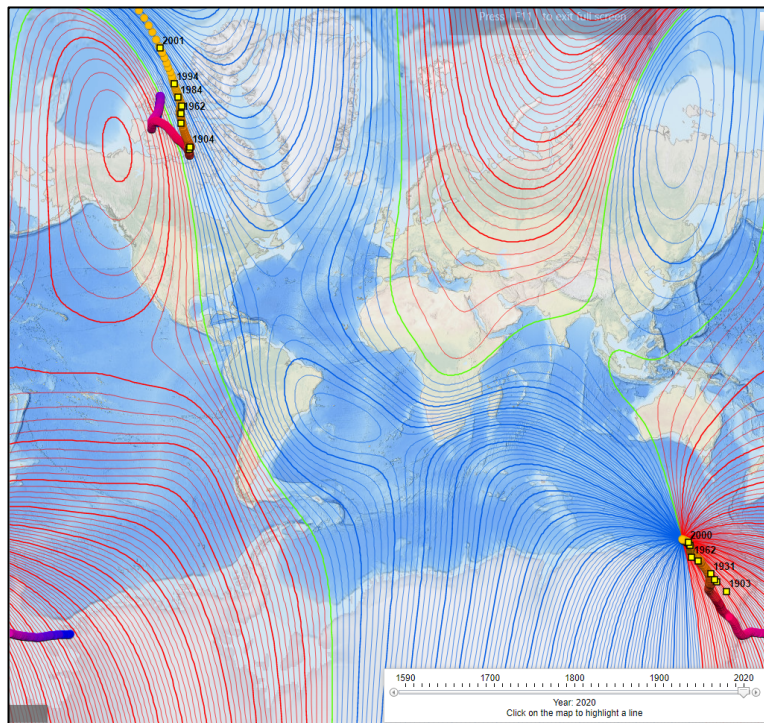 Press F11 to exit full screen
2001
1994
1984
1962
1904
2000
1962
1931
1903
1590 1700 1800 1900 2020
Year: 2020
Click on the map to highlight a line